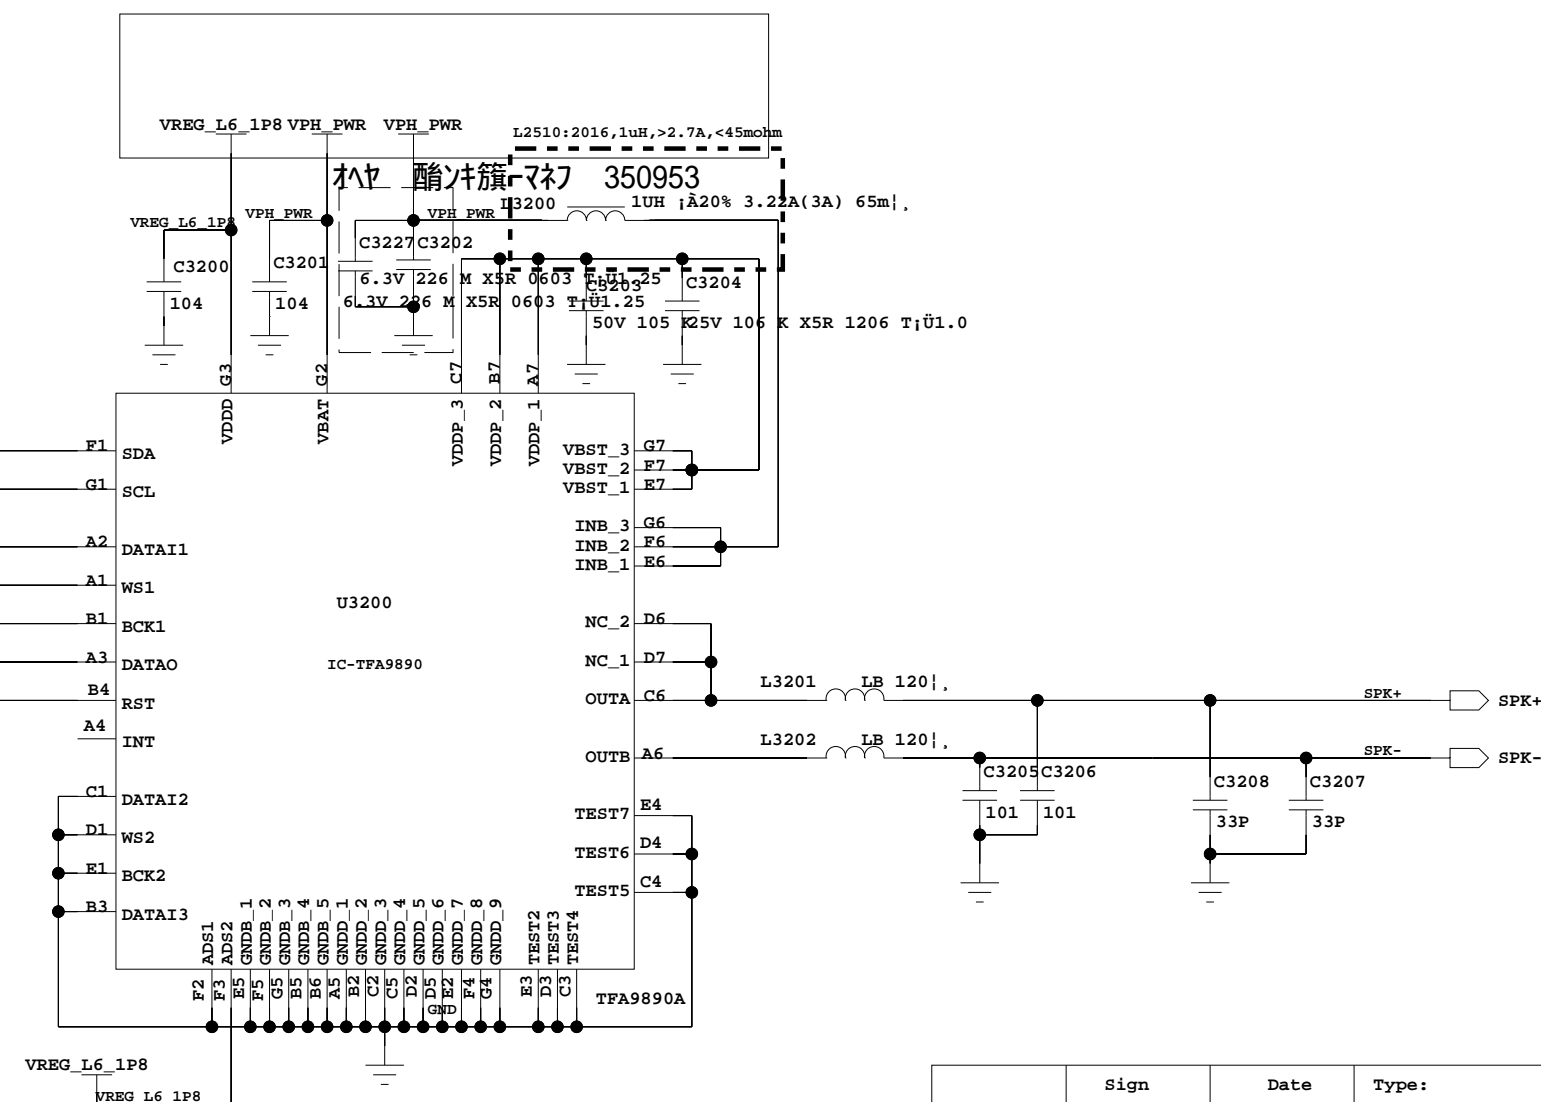 VREG_L6_1P8 VPH_PWR VPH_PWR
L2510:2016,1uH,>2.7A,<45mohm
350953
L3200 1UH ¡À20% 3.22A(3A) 65m¦¸
VREG_L6_1P8 VPH_PWR VPH_PWR
C3200 C3201 C3227 C3202
104 104
6.3V 226 M X5R 0603 T¡Ü1.25
C3203 C3204
6.3V 226 M X5R 0603 T¡Ü1.25
50V 105 K 25V 106 K X5R 1206 T¡Ü1.0
G3 G2 C7 B7 A7
VDDD VBAT VDDP_3 VDDP_2 VDDP_1
F1 SDA VBST_3 G7
VBST_2 F7
G1 SCL VBST_1 E7
INB_3 G6
A2 DATAI1 INB_2 F6
INB_1 E6
A1 WS1
U3200
B1 BCK1 NC_2 D6
A3 DATAO IC-TFA9890 NC_1 D7
B4 RST OUTA C6 L3201 LB 120¦¸ SPK+ SPK+
A4 INT
OUTB A6 L3202 LB 120¦¸ SPK- SPK-
C3205 C3206 C3208 C3207
101 101 33P 33P
C1 DATAI2
TEST7 E4
D1 WS2
TEST6 D4
E1 BCK2
TEST5 C4
B3 DATAI3
ADS1 ADS2 GNDB_1 GNDB_2 GNDB_3 GNDB_4 GNDB_5 GNDD_1 GNDD_2 GNDD_3 GNDD_4 GNDD_5 GNDD_6 GNDD_7 GNDD_8 GNDD_9 TEST2 TEST3 TEST4
F2 F3 E5 F5 G5 B5 B6 A5 B2 C2 C5 D2 D5 E2 F4 G4 E3 D3 C3
TFA9890A
GND
VREG_L6_1P8
VREG_L6_1P8
Sign Date Type: